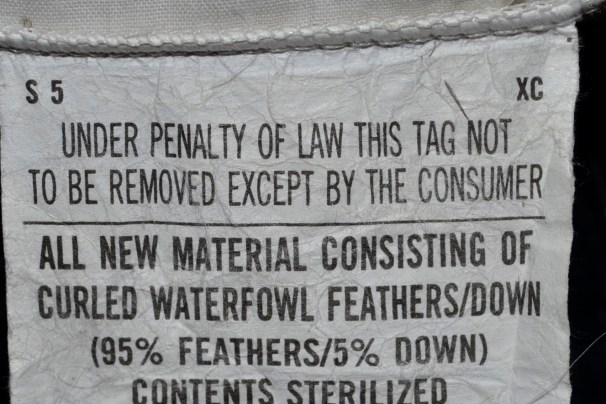 S 5 XC
UNDER PENALTY OF LAW THIS TAG NOT
TO BE REMOVED EXCEPT BY THE CONSUMER
ALL NEW MATERIAL CONSISTING OF
CURLED WATERFOWL FEATHERS/DOWN
(95% FEATHERS/5% DOWN)
CONTENTS STERILIZED